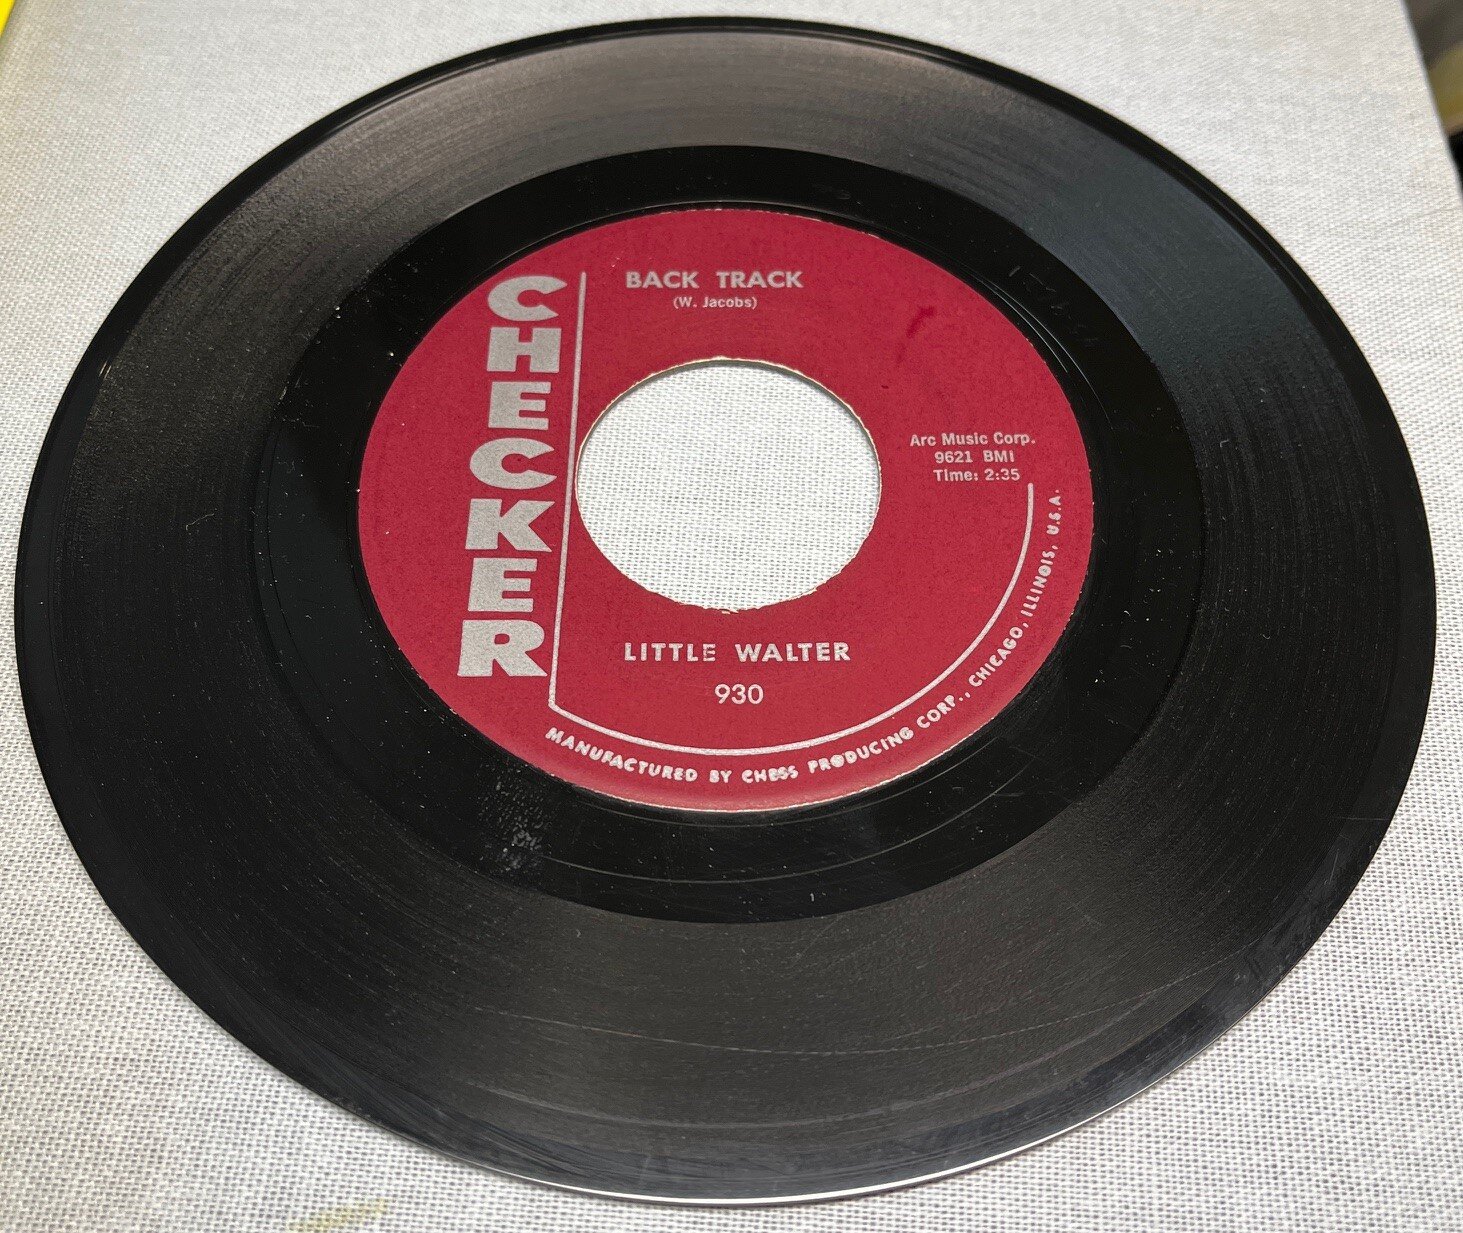 CHECKER
BACK TRACK
(W. Jacobs)
Arc Music Corp.
9621 BMI
Time: 2:35
LITTLE WALTER
930
MANUFACTURED BY CHESS PRODUCING CORP., CHICAGO, ILLINOIS, U.S.A.